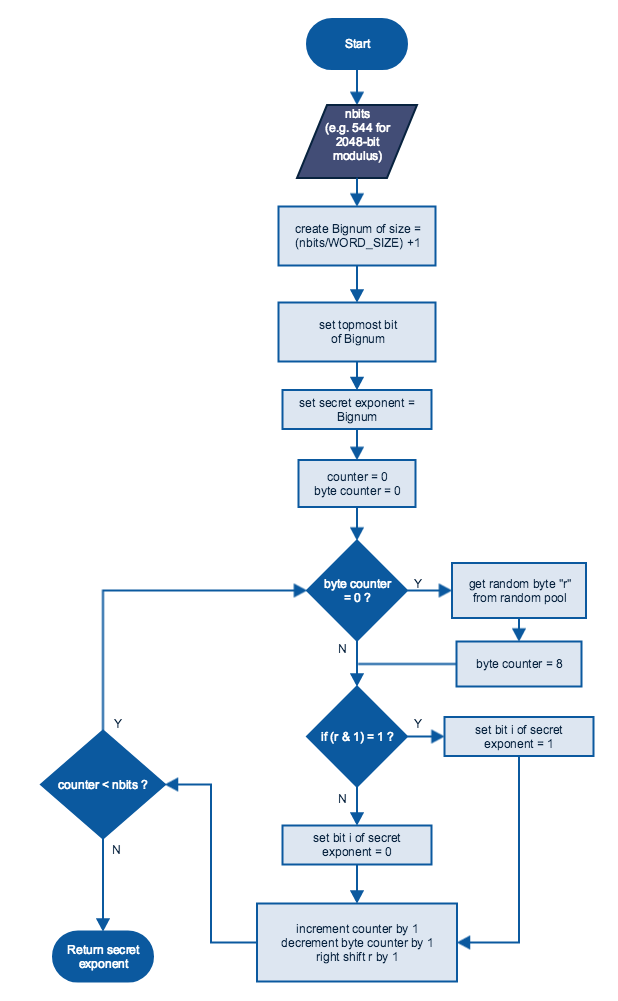 Start
nbits
(e.g. 544 for
2048-bit
modulus)
create Bignum of size =
(nbits/WORD_SIZE) +1
set topmost bit
of Bignum
set secret exponent =
Bignum
counter = 0
byte counter = 0
byte counter
= 0 ?
Y
get random byte "r"
from random pool
N
byte counter = 8
if (r & 1) = 1 ?
Y
set bit i of secret
exponent = 1
N
set bit i of secret
exponent = 0
increment counter by 1
decrement byte counter by 1
right shift r by 1
Y
counter < nbits ?
N
Return secret
exponent